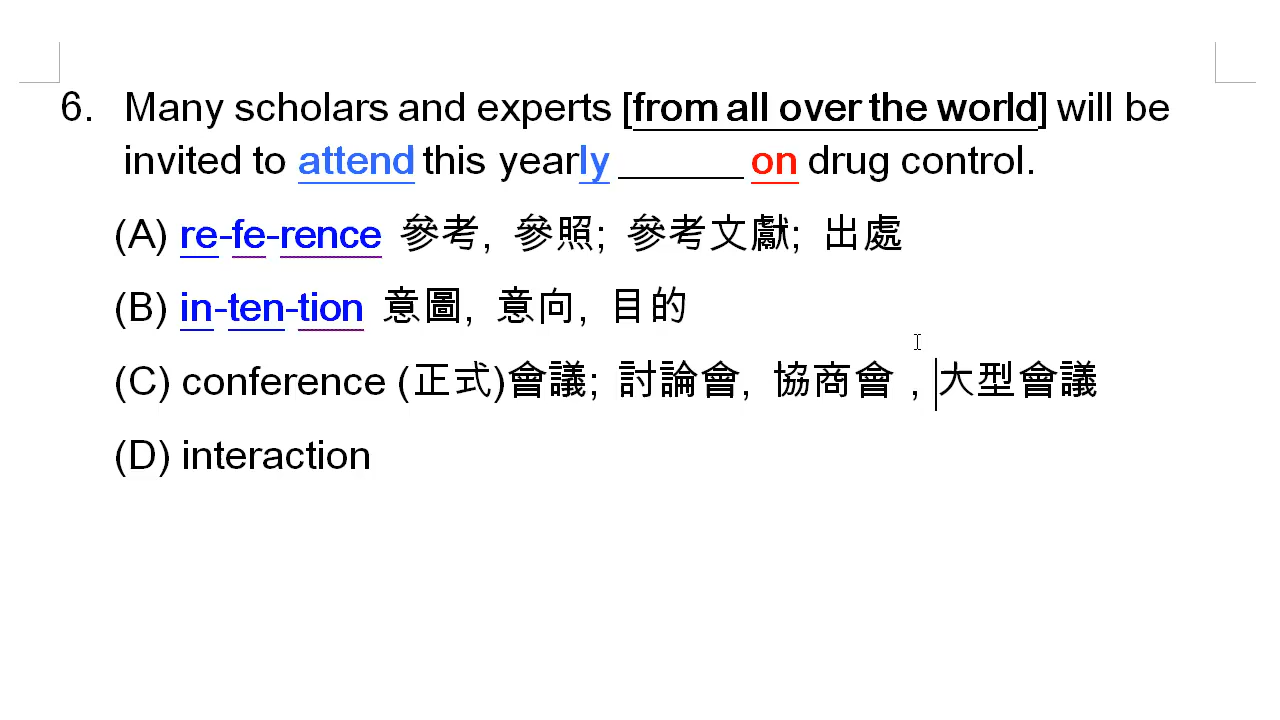 6. Many scholars and experts [from all over the world] will be
invited to attend this yearly ______ on drug control.
(A) re-fe-rence 參考, 參照; 參考文獻; 出處
(B) in-ten-tion 意圖, 意向, 目的
(C) conference (正式)會議; 討論會, 協商會 , 大型會議
(D) interaction